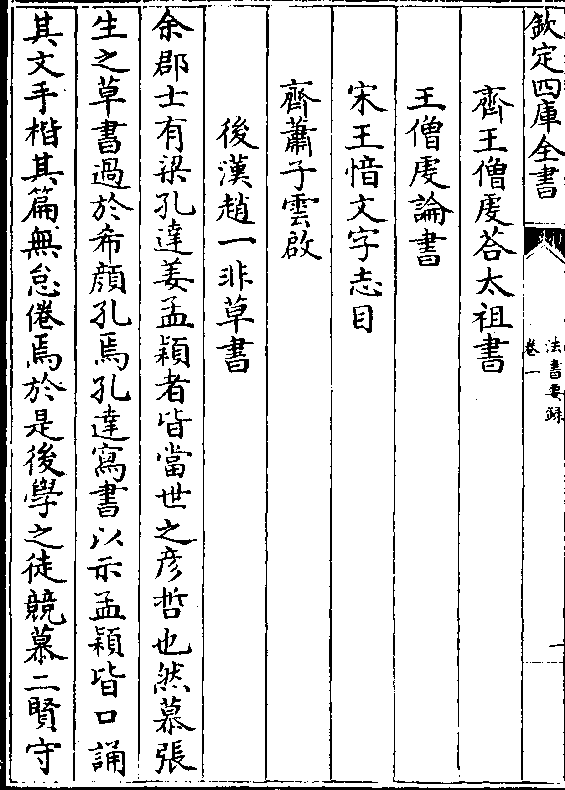 欽定四庫全書
法書要録
卷一
齊王僧䖍荅太祖書
王僧䖍論書
宋王愔文字志目
齊蕭子雲啟
後漢趙一非草書
余郡士有梁孔達姜孟穎者皆當世之彦哲也然慕張
生之草書過於希顔孔焉孔達寫書以示孟穎皆口誦
其文手楷其篇無怠倦焉於是後學之徒競慕二賢守